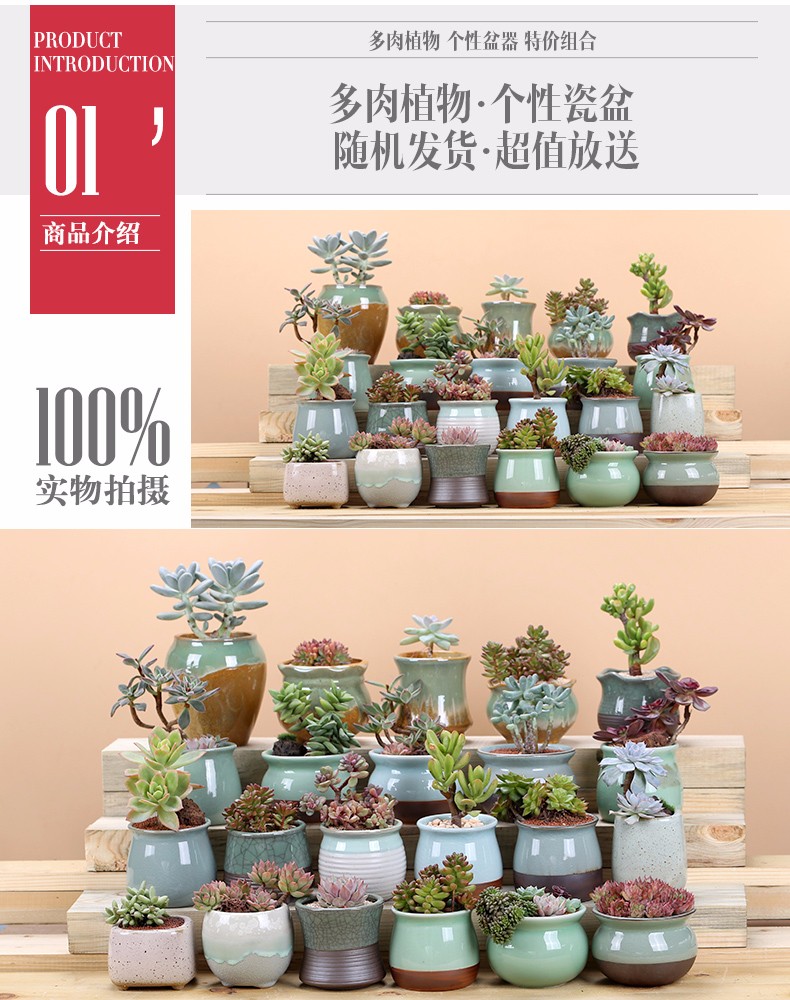 PRODUCT
INTRODUCTION
01 ’
商品介绍
多肉植物 个性盆器 特价组合
多肉植物·个性瓷盆
随机发货·超值放送
100%
实物拍摄